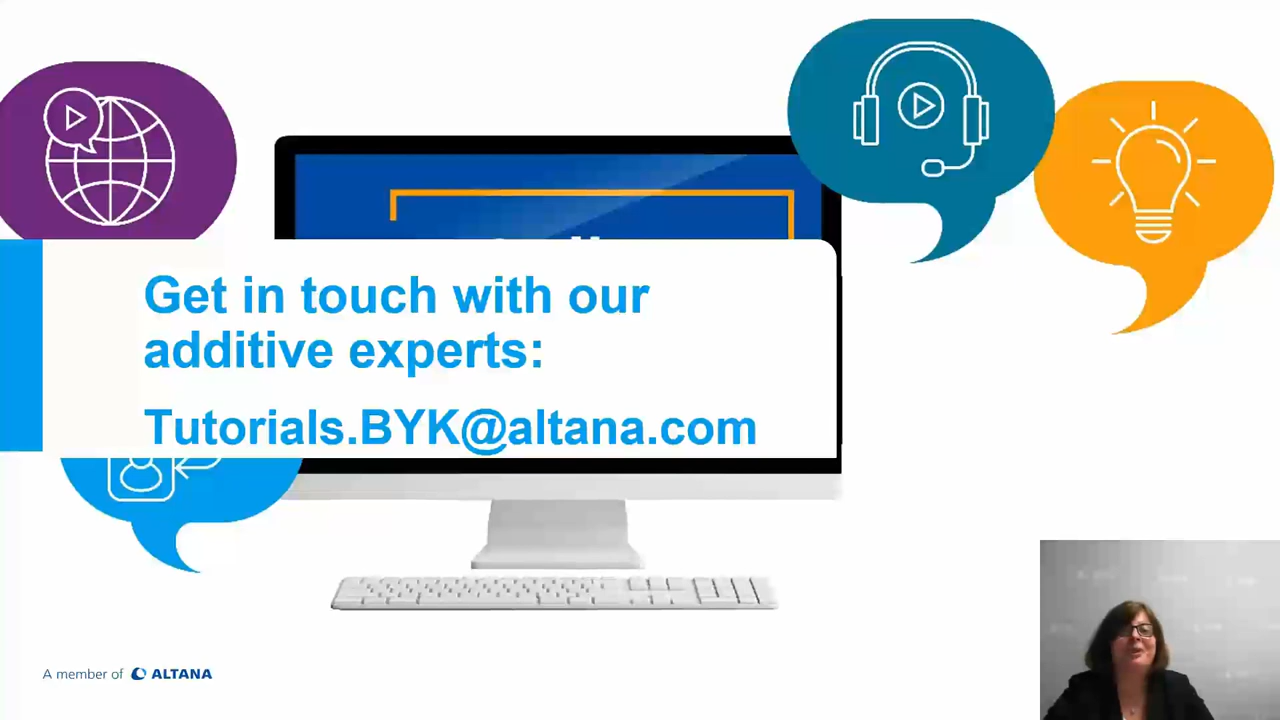 Get in touch with our
additive experts:
Tutorials.BYK@altana.com
A member of ALTANA